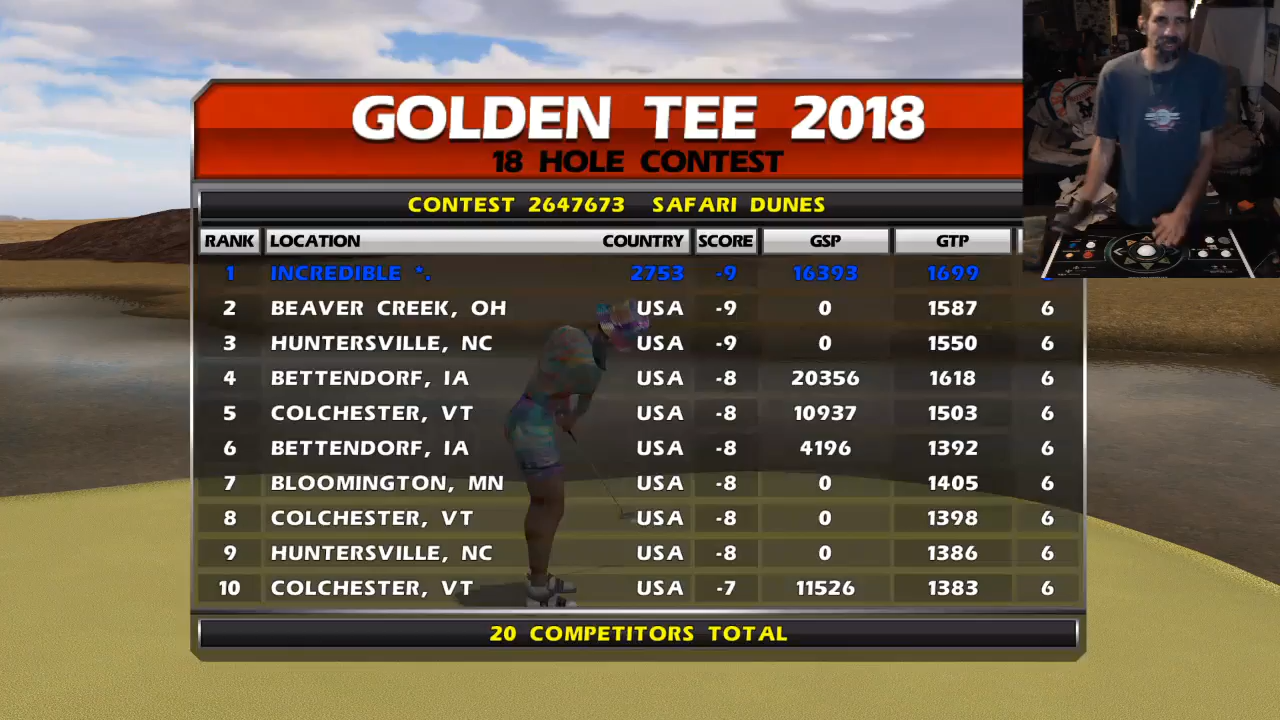 GOLDEN TEE 2018
18 HOLE CONTEST
CONTEST 2647673 SAFARI DUNES
RANK LOCATION COUNTRY SCORE GSP GTP
1 INCREDIBLE *. 2753 -9 16393 1699
2 BEAVER CREEK, OH USA -9 0 1587 6
3 HUNTERSVILLE, NC USA -9 0 1550 6
4 BETTENDORF, IA USA -8 20356 1618 6
5 COLCHESTER, VT USA -8 10937 1503 6
6 BETTENDORF, IA USA -8 4196 1392 6
7 BLOOMINGTON, MN USA -8 0 1405 6
8 COLCHESTER, VT USA -8 0 1398 6
9 HUNTERSVILLE, NC USA -8 0 1386 6
10 COLCHESTER, VT USA -7 11526 1383 6
20 COMPETITORS TOTAL